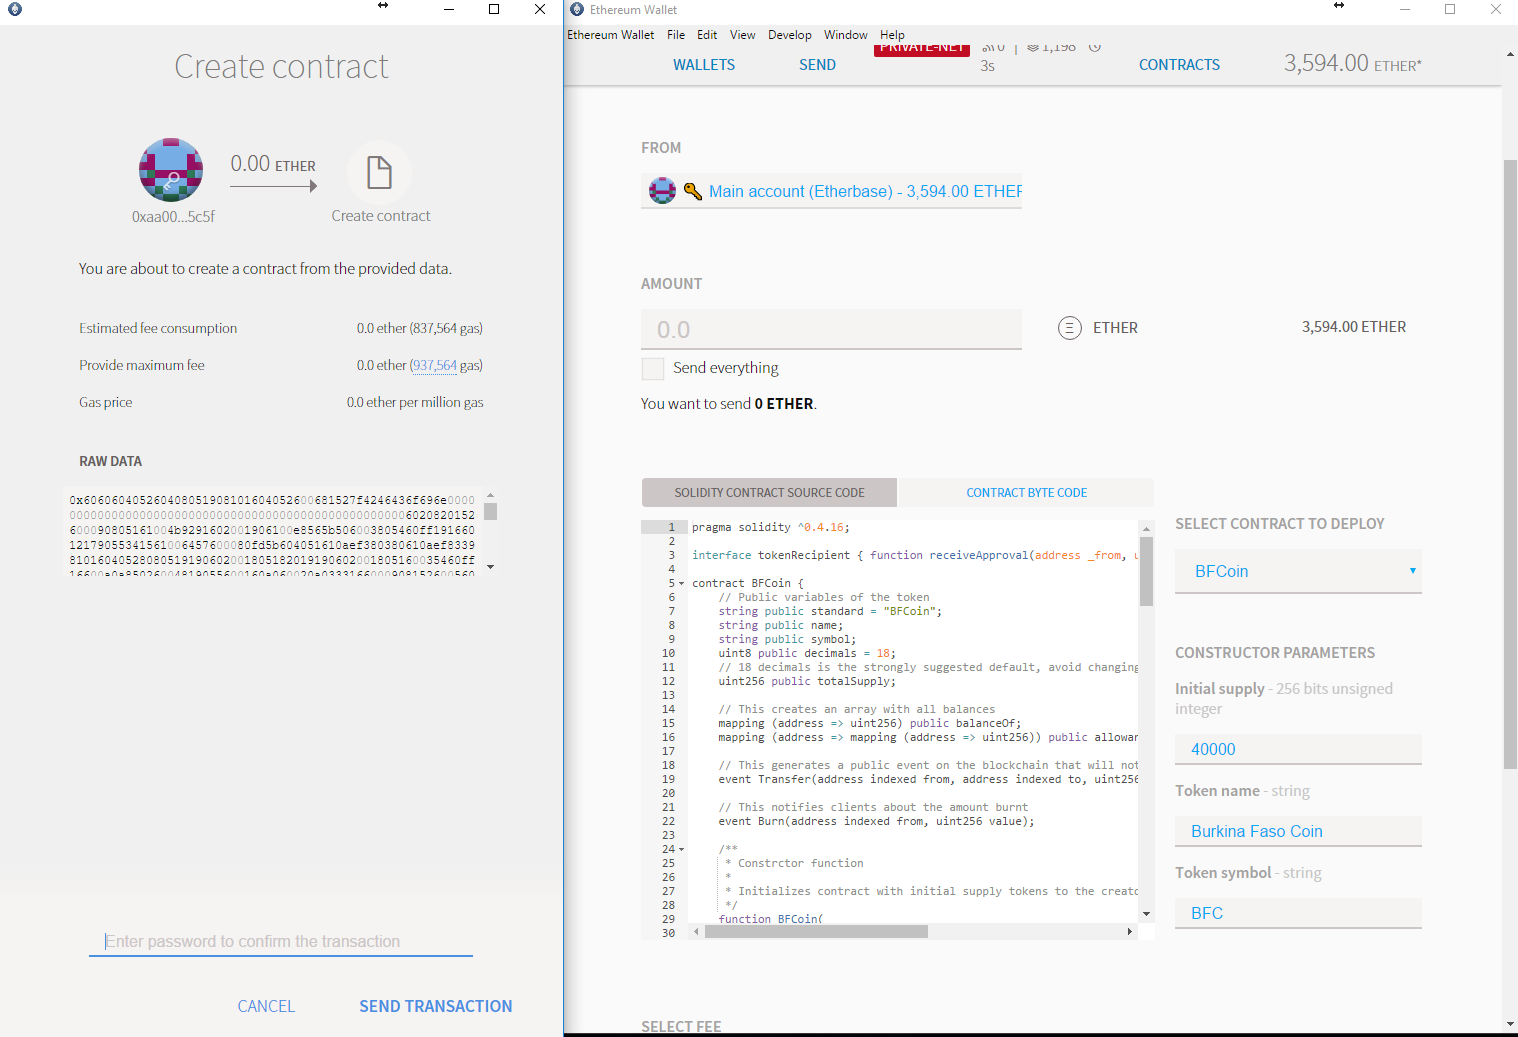 Create contract
0.00 ETHER
0xaa00...5c5f
Create contract
You are about to create a contract from the provided data.
Estimated fee consumption 0.0 ether (837,564 gas)
Provide maximum fee 0.0 ether (937,564 gas)
Gas price 0.0 ether per million gas
RAW DATA
0x6060604052604080519081016040526
Enter password to confirm the transaction
CANCEL SEND TRANSACTION
Ethereum Wallet
Ethereum Wallet File Edit View Develop Window Help
WALLETS SEND PRIVATE-NET 0 | 1,198
3s
CONTRACTS 3,594.00 ETHER*
FROM
Main account (Etherbase) - 3,594.00 ETHER
AMOUNT
0.0 ETHER 3,594.00 ETHER
Send everything
You want to send 0 ETHER.
SOLIDITY CONTRACT SOURCE CODE CONTRACT BYTE CODE
1 pragma solidity ^0.4.16;
2
3 interface tokenRecipient { function receiveApproval(address _from, u
4
5 contract BFCoin {
6 // Public variables of the token
7 string public standard = "BFCoin";
8 string public name;
9 string public symbol;
10 uint8 public decimals = 18;
11 // 18 decimals is the strongly suggested default, avoid changing
12 uint256 public totalSupply;
13
14 // This creates an array with all balances
15 mapping (address => uint256) public balanceOf;
16 mapping (address => mapping (address => uint256)) public allowan
17
18 // This generates a public event on the blockchain that will not
19 event Transfer(address indexed from, address indexed to, uint256
20
21 // This notifies clients about the amount burnt
22 event Burn(address indexed from, uint256 value);
23
24 /**
25 * Constrctor function
26 *
27 * Initializes contract with initial supply tokens to the creato
28 */
29 function BFCoin(
30
SELECT CONTRACT TO DEPLOY
BFCoin
CONSTRUCTOR PARAMETERS
Initial supply - 256 bits unsigned
integer
40000
Token name - string
Burkina Faso Coin
Token symbol - string
BFC
SELECT FEE